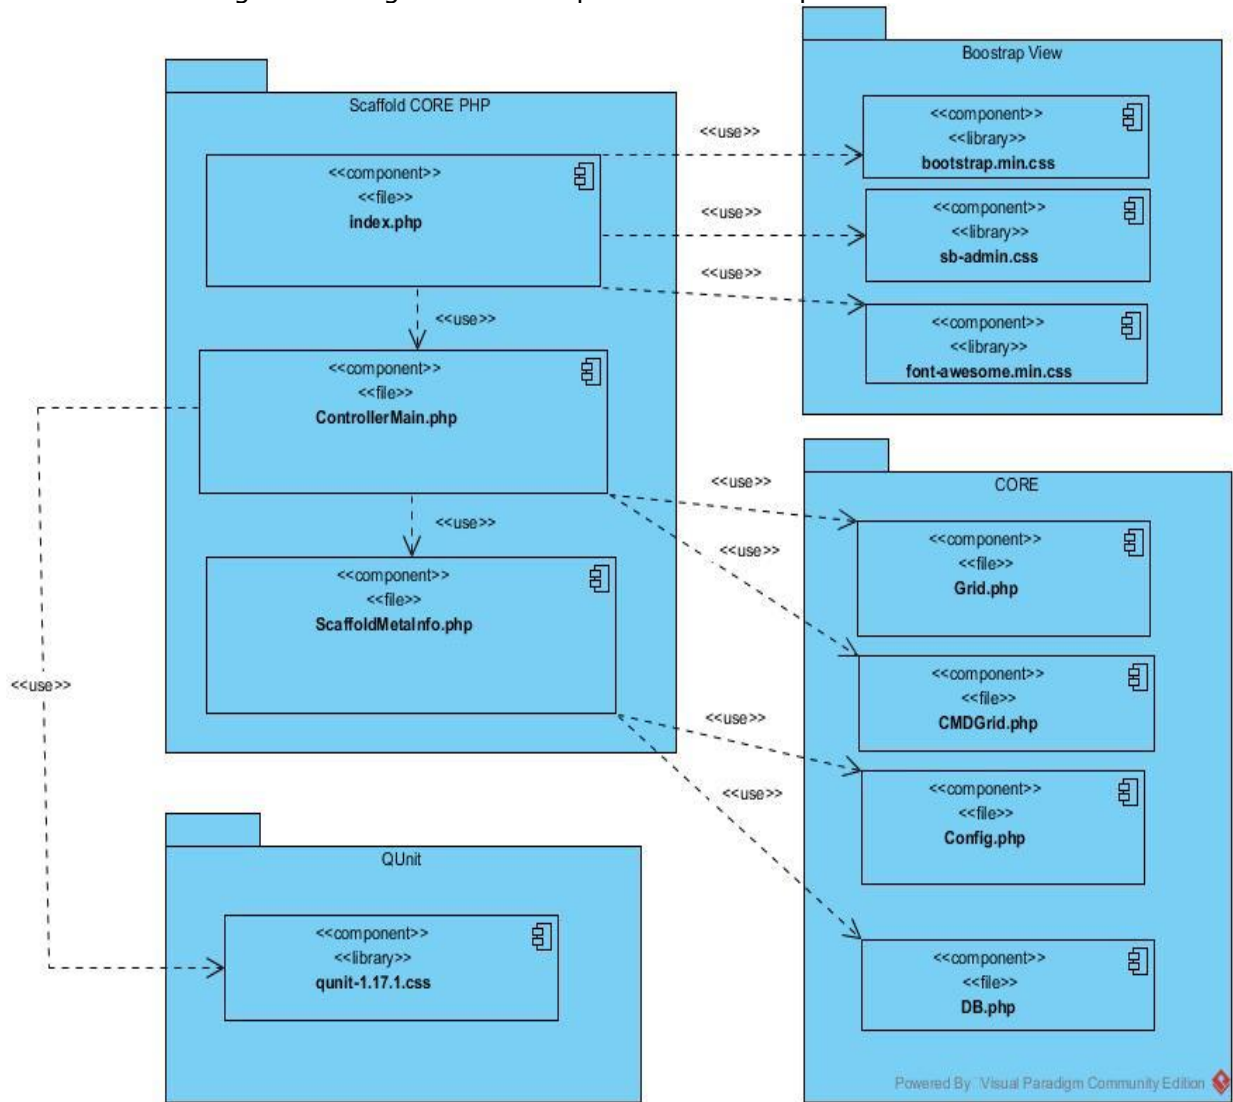 Boostrap View
<<component>>
<<library>>
bootstrap.min.css
<<component>>
<<library>>
sb-admin.css
<<component>>
<<library>>
font-awesome.min.css
Scaffold CORE PHP
<<component>>
<<file>>
index.php
<<use>>
<<use>>
<<use>>
<<use>>
<<component>>
<<file>>
ControllerMain.php
<<use>>
<<component>>
<<file>>
ScaffoldMetaInfo.php
<<use>>
<<use>>
<<use>>
<<use>>
<<use>>
CORE
<<component>>
<<file>>
Grid.php
<<component>>
<<file>>
CMDGrid.php
<<component>>
<<file>>
Config.php
<<component>>
<<file>>
DB.php
QUnit
<<component>>
<<library>>
qunit-1.17.1.css
Powered By Visual Paradigm Community Edition